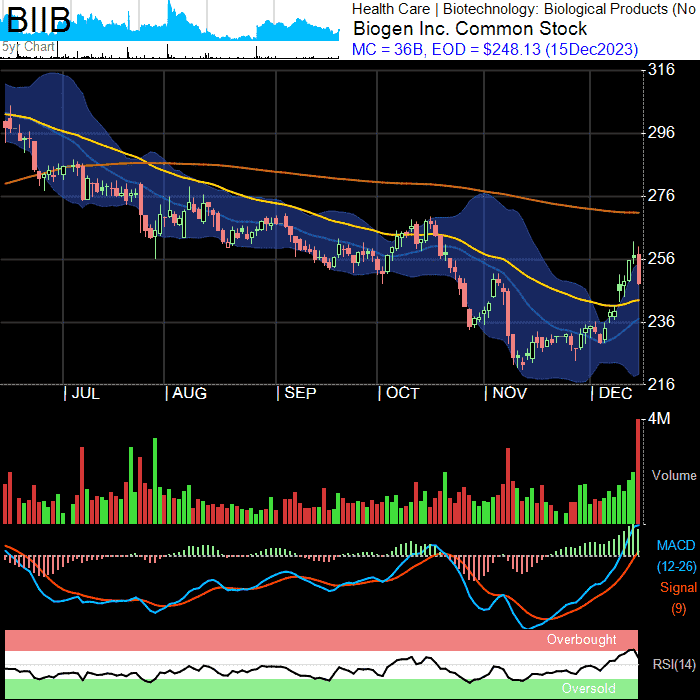 BIIB
5yr Chart
Health Care | Biotechnology: Biological Products (No
Biogen Inc. Common Stock
MC = 36B, EOD = $248.13 (15Dec2023)
316
296
276
256
236
216
| JUL | AUG | SEP | OCT | NOV | DEC
4M
Volume
MACD
(12-26)
Signal
(9)
Overbought
RSI(14)
Oversold